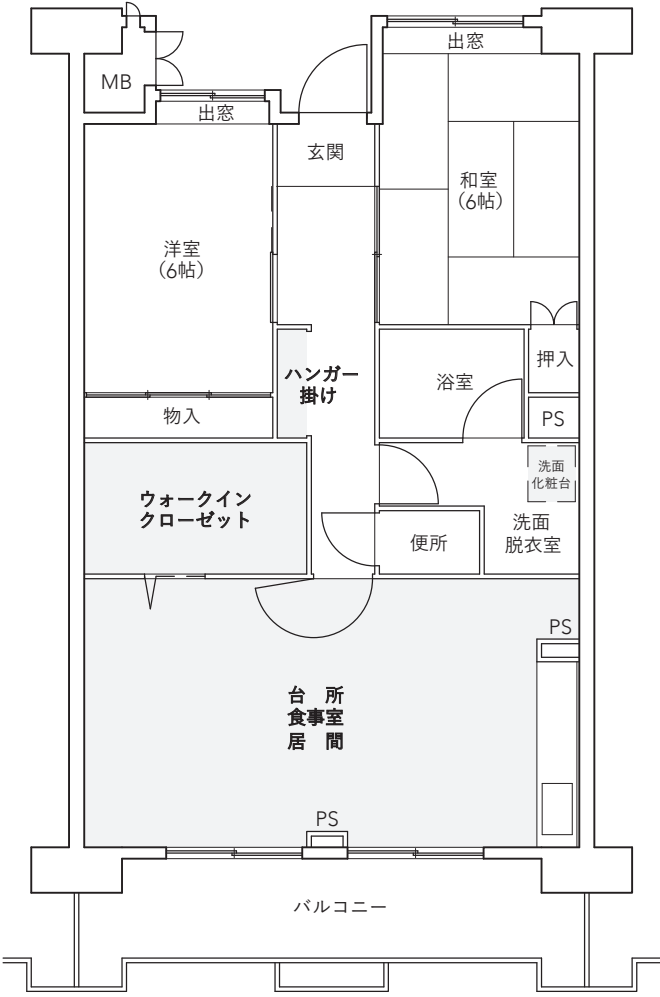 出窓
MB
出窓
玄関
和室
（6帖）
洋室
（6帖）
押入
ハンガー
掛け
浴室
物入
PS
洗面
化粧台
ウォークイン
クローゼット
洗面
脱衣室
便所
PS
台　所
食事室
居　間
PS
バルコニー